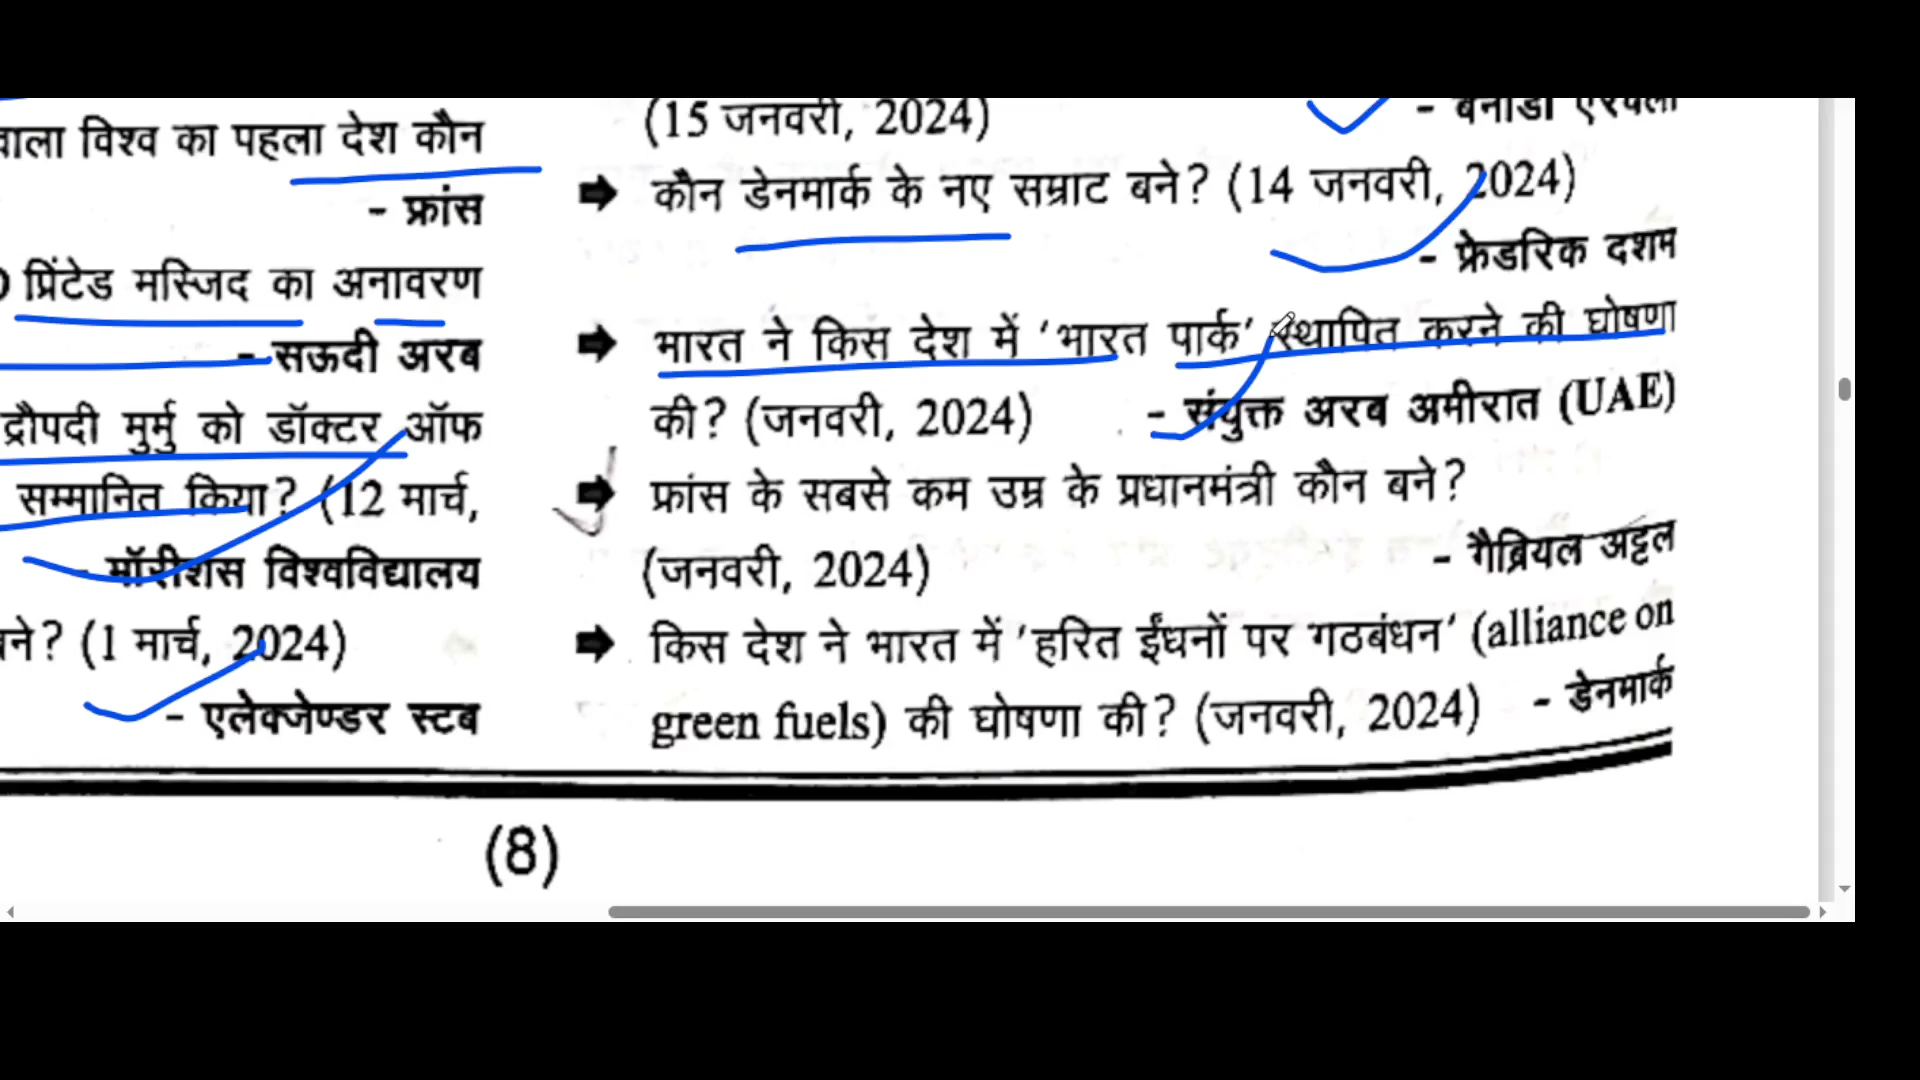 वाला विश्व का पहला देश कौन
- फ्रांस
प्रिंटेड मस्जिद का अनावरण
- सऊदी अरब
द्रौपदी मुर्मु को डॉक्टर ऑफ
सम्मानित किया? (12 मार्च,
- मॉरीशस विश्वविद्यालय
बने? (1 मार्च, 2024)
- एलेक्जेण्डर स्टब
(15 जनवरी, 2024)
➡ कौन डेनमार्क के नए सम्राट बने? (14 जनवरी, 2024)
- फ्रेडरिक दशम
➡ भारत ने किस देश में 'भारत पार्क' स्थापित करने की घोषणा
की? (जनवरी, 2024) - संयुक्त अरब अमीरात (UAE)
➡ फ्रांस के सबसे कम उम्र के प्रधानमंत्री कौन बने?
(जनवरी, 2024) - गैब्रियल अट्टल
➡ किस देश ने भारत में 'हरित ईंधनों पर गठबंधन' (alliance on
green fuels) की घोषणा की? (जनवरी, 2024) - डेनमार्क
(8)